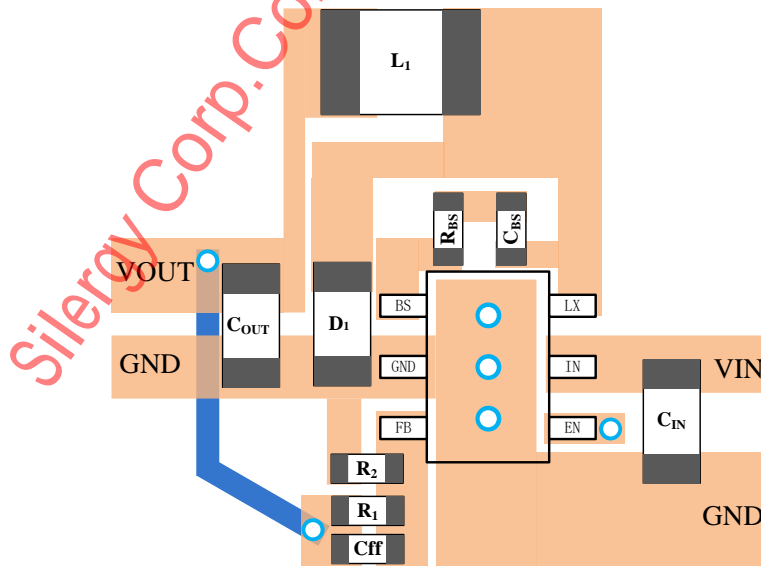 Silergy Corp.Co
L1
RBS
CBS
VOUT
COUT
D1
BS
LX
GND
GND
IN
VIN
FB
EN
CIN
R2
R1
GND
Cff